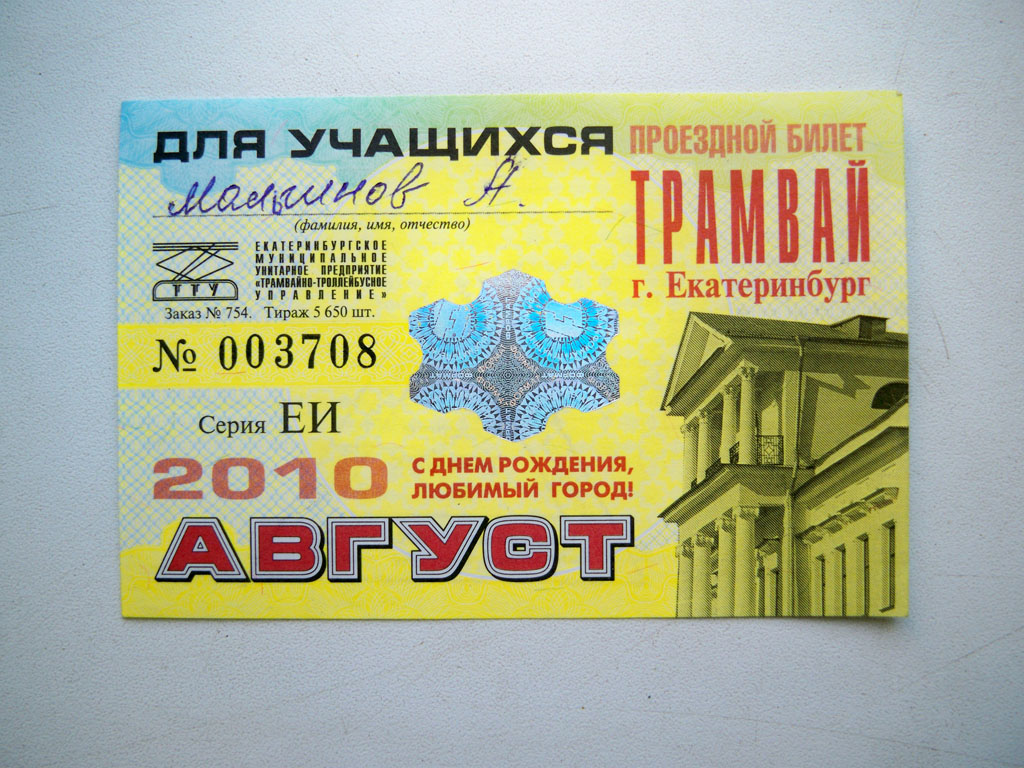 ДЛЯ УЧАЩИХСЯ
Малышнов А.
(фамилия, имя, отчество)
ЕКАТЕРИНБУРГСКОЕ
МУНИЦИПАЛЬНОЕ
УНИТАРНОЕ ПРЕДПРИЯТИЕ
«ТРАМВАЙНО-ТРОЛЛЕЙБУСНОЕ
УПРАВЛЕНИЕ»
ТТУ
Заказ № 754. Тираж 5 650 шт.
№ 003708
Серия ЕИ
2010
АВГУСТ
С ДНЕМ РОЖДЕНИЯ,
ЛЮБИМЫЙ ГОРОД!
ПРОЕЗДНОЙ БИЛЕТ
ТРАМВАЙ
г. Екатеринбург